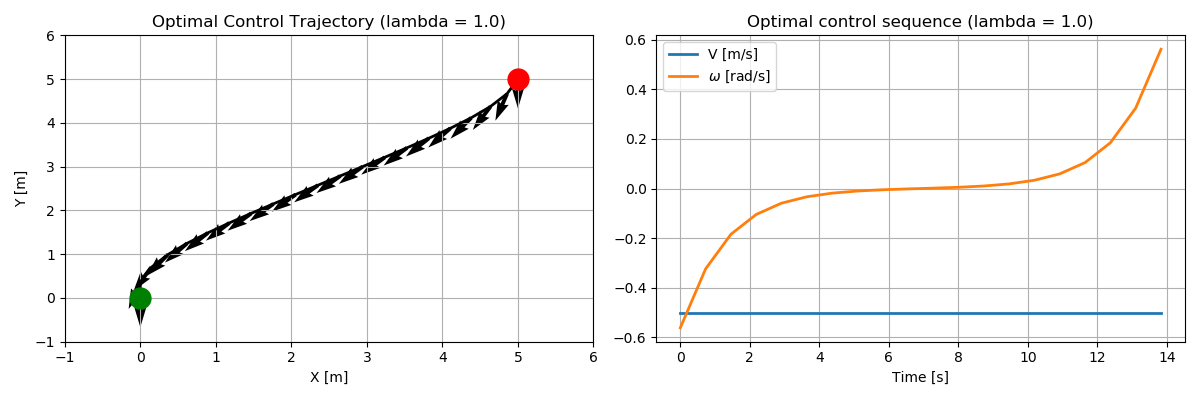 Optimal Control Trajectory (lambda = 1.0)
6
5
4
3
2
1
0
−1
Y [m]
−1 0 1 2 3 4 5 6
X [m]
Optimal control sequence (lambda = 1.0)
V [m/s]
ω [rad/s]
0.6
0.4
0.2
0.0
−0.2
−0.4
−0.6
0 2 4 6 8 10 12 14
Time [s]